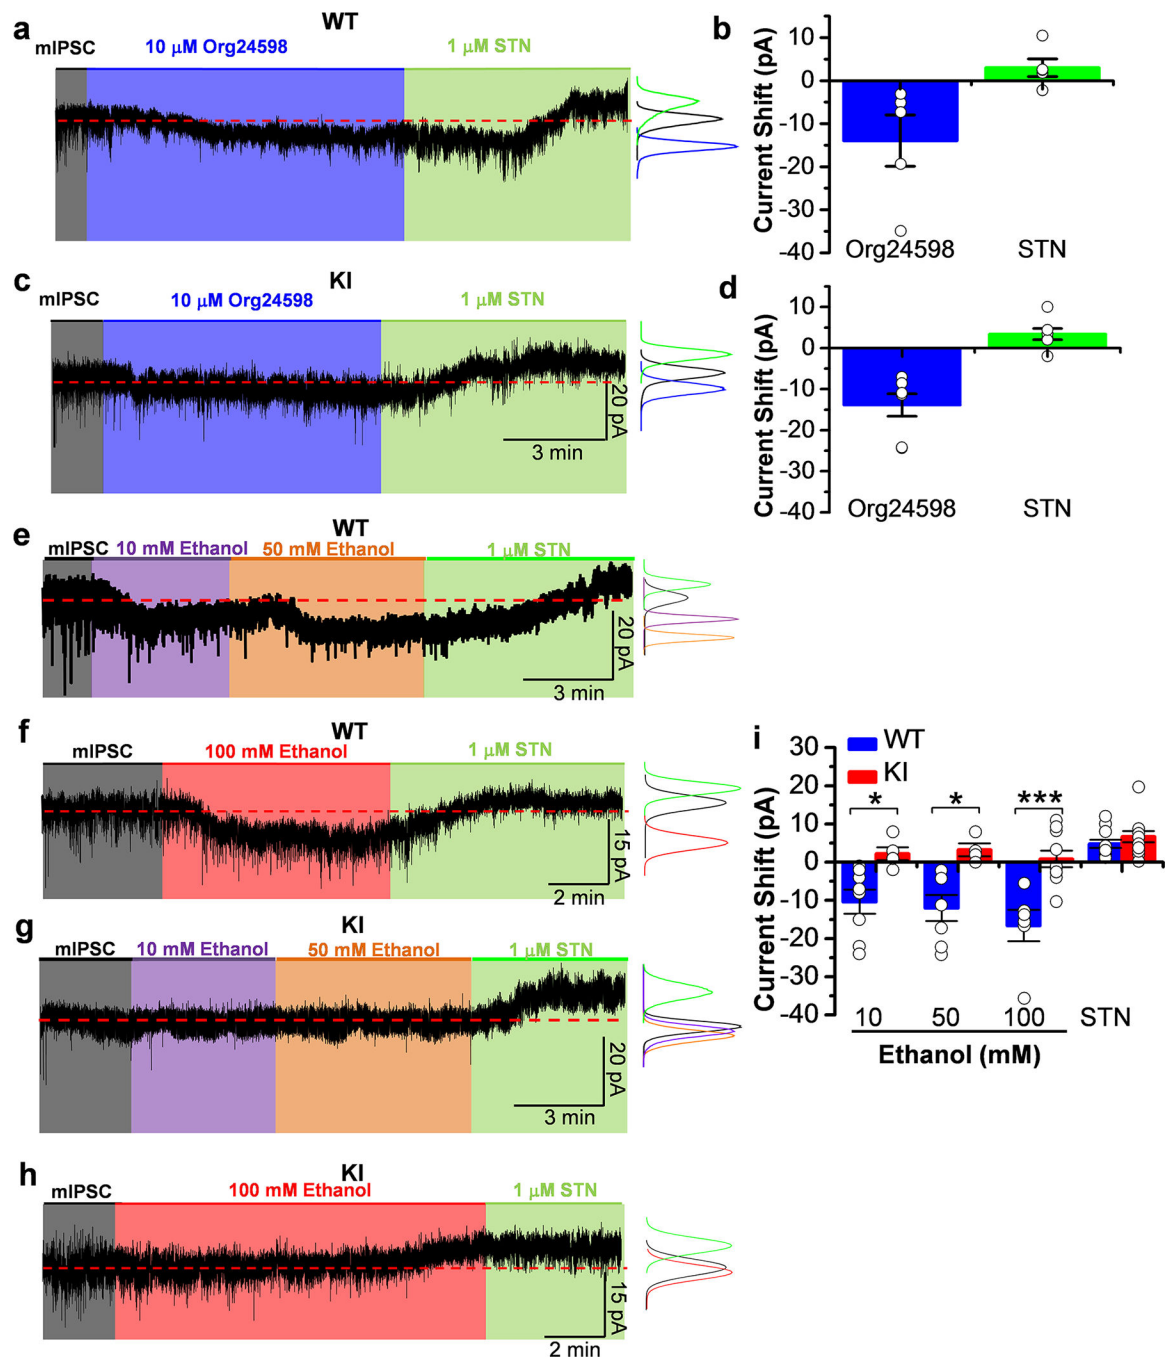 a
WT
mIPSC
10 μM Org24598
1 μM STN
b
Current Shift (pA)
10
0
-10
-20
-30
-40
Org24598
STN
c
KI
mIPSC
10 μM Org24598
1 μM STN
20 pA
3 min
d
Current Shift (pA)
10
0
-10
-20
-30
-40
Org24598
STN
e
WT
mIPSC
10 mM Ethanol
50 mM Ethanol
1 μM STN
20 pA
3 min
f
WT
mIPSC
100 mM Ethanol
1 μM STN
15 pA
2 min
g
KI
mIPSC
10 mM Ethanol
50 mM Ethanol
1 μM STN
20 pA
3 min
h
KI
mIPSC
100 mM Ethanol
1 μM STN
15 pA
2 min
i
WT
KI
Current Shift (pA)
30
20
10
0
-10
-20
-30
-40
*
*
***
10
50
100
STN
Ethanol (mM)